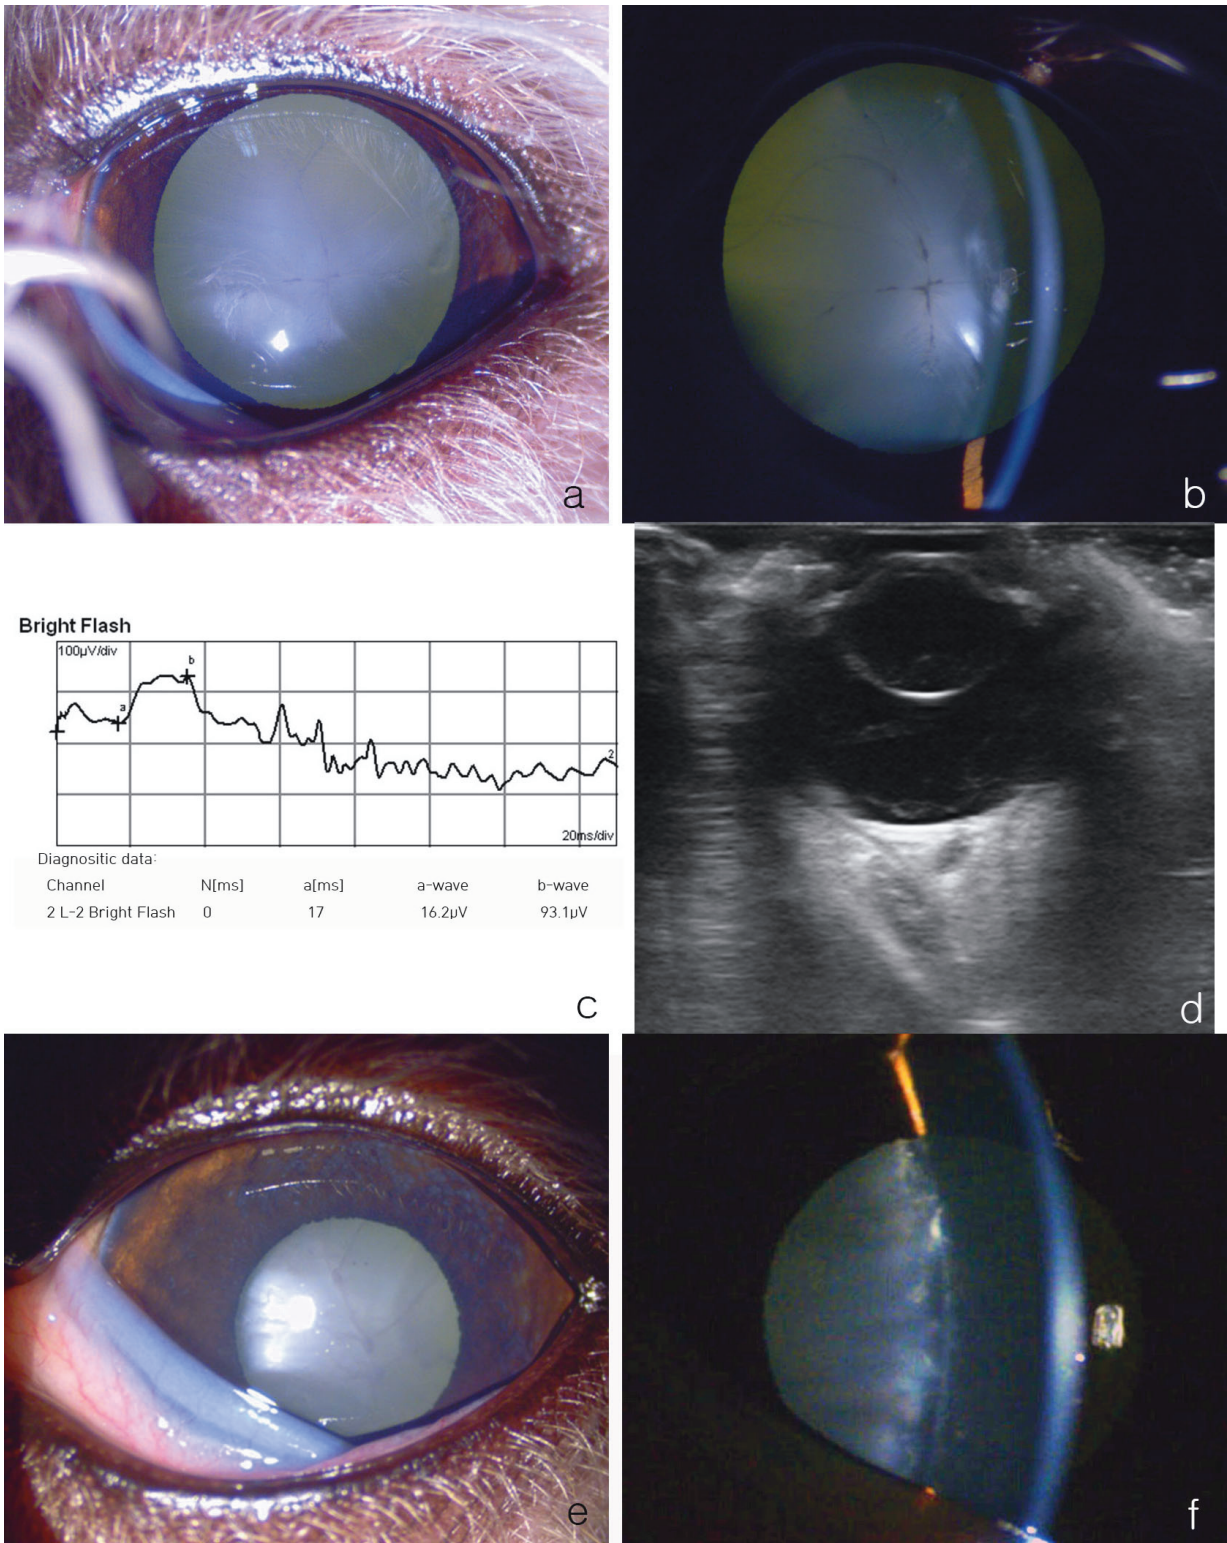 a
b
Bright Flash
100µV/div
b
a
2
20ms/div
Diagnositic data:
Channel N[ms] a[ms] a-wave b-wave
2 L-2 Bright Flash 0 17 16.2µV 93.1µV
c
d
e
f